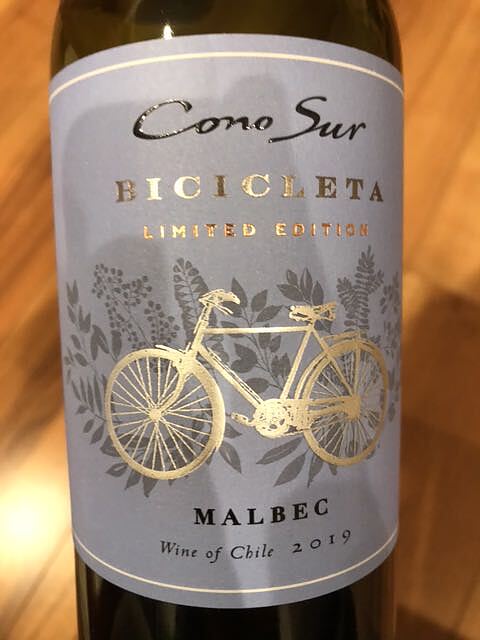 Cono Sur
BICICLETA
LIMITED EDITION
MALBEC
Wine of Chile 2019